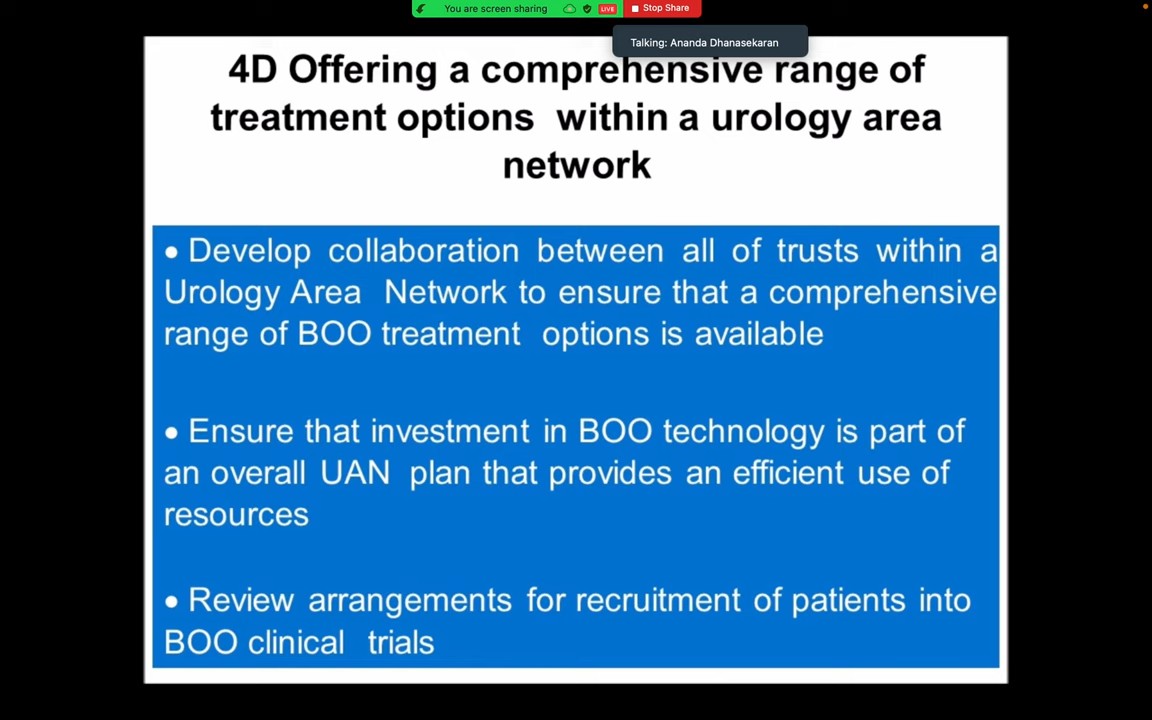 You are screen sharing LIVE Stop Share
Talking: Ananda Dhanasekaran
4D Offering a comprehensive range of
treatment options within a urology area
network
• Develop collaboration between all of trusts within a
Urology Area Network to ensure that a comprehensive
range of BOO treatment options is available
• Ensure that investment in BOO technology is part of
an overall UAN plan that provides an efficient use of
resources
• Review arrangements for recruitment of patients into
BOO clinical trials